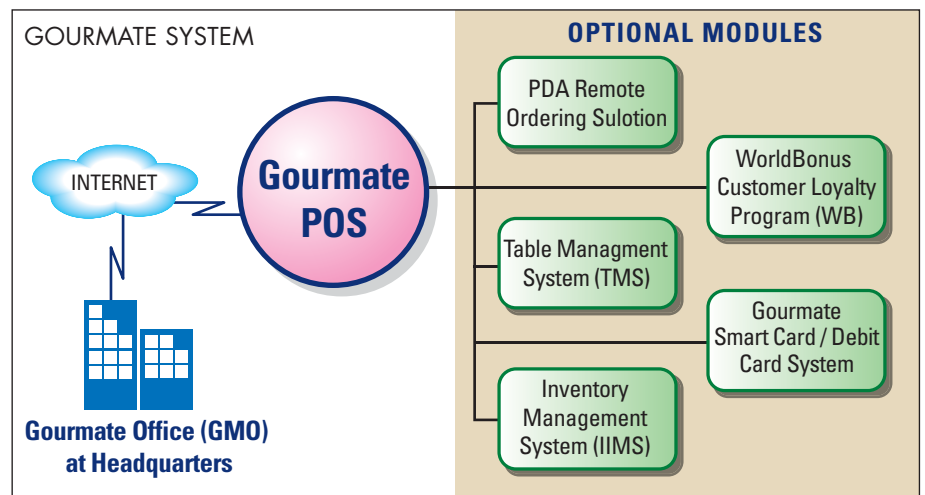 GOURMATE SYSTEM
OPTIONAL MODULES
INTERNET
Gourmate
POS
Gourmate Office (GMO)
at Headquarters
PDA Remote
Ordering Sulotion
WorldBonus
Customer Loyalty
Program (WB)
Table Managment
System (TMS)
Gourmate
Smart Card / Debit
Card System
Inventory
Management
System (IIMS)